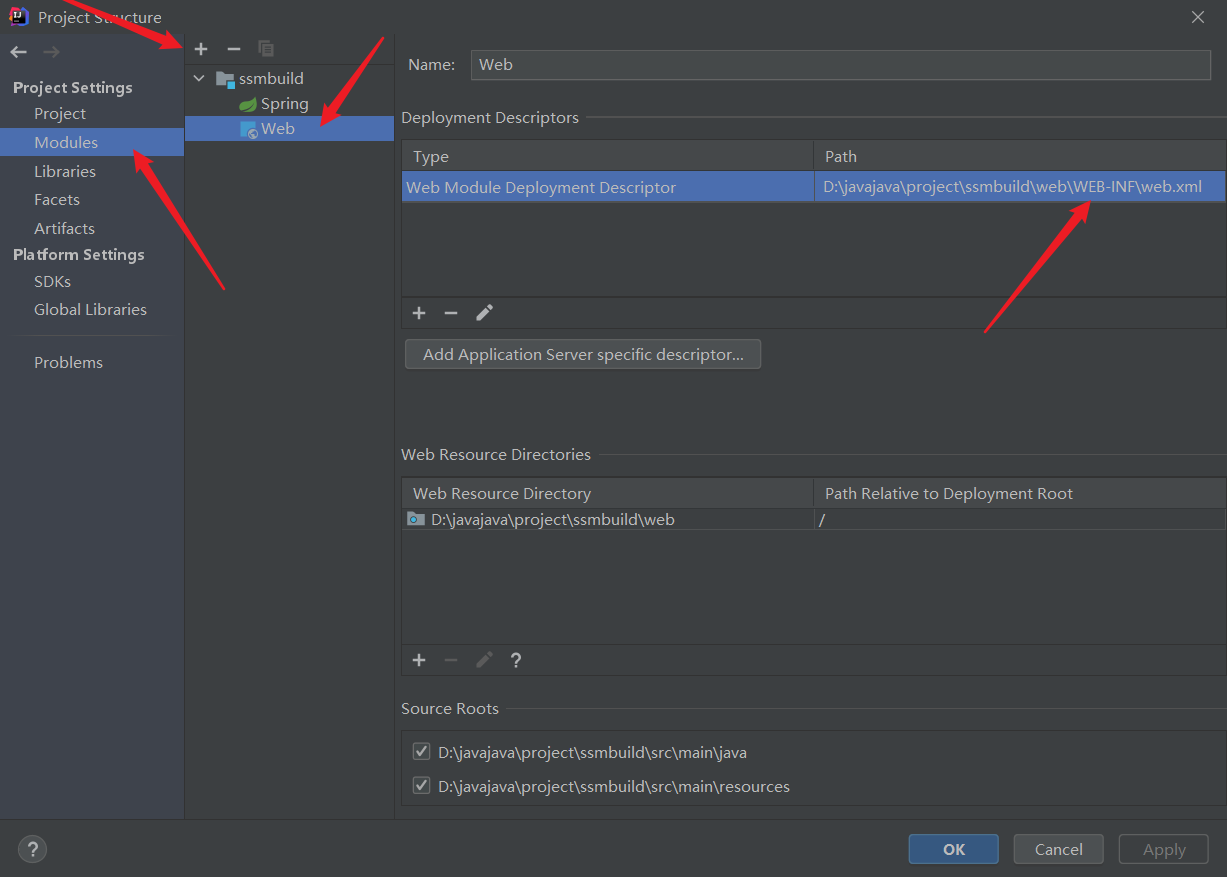 Project Structure
Project Settings
Project
Modules
Libraries
Facets
Artifacts
Platform Settings
SDKs
Global Libraries
Problems
ssmbuild
Spring
Web
Name: Web
Deployment Descriptors
Type Path
Web Module Deployment Descriptor D:\javajava\project\ssmbuild\web\WEB-INF\web.xml
Add Application Server specific descriptor...
Web Resource Directories
Web Resource Directory Path Relative to Deployment Root
D:\javajava\project\ssmbuild\web /
?
Source Roots
D:\javajava\project\ssmbuild\src\main\java
D:\javajava\project\ssmbuild\src\main\resources
? OK Cancel Apply